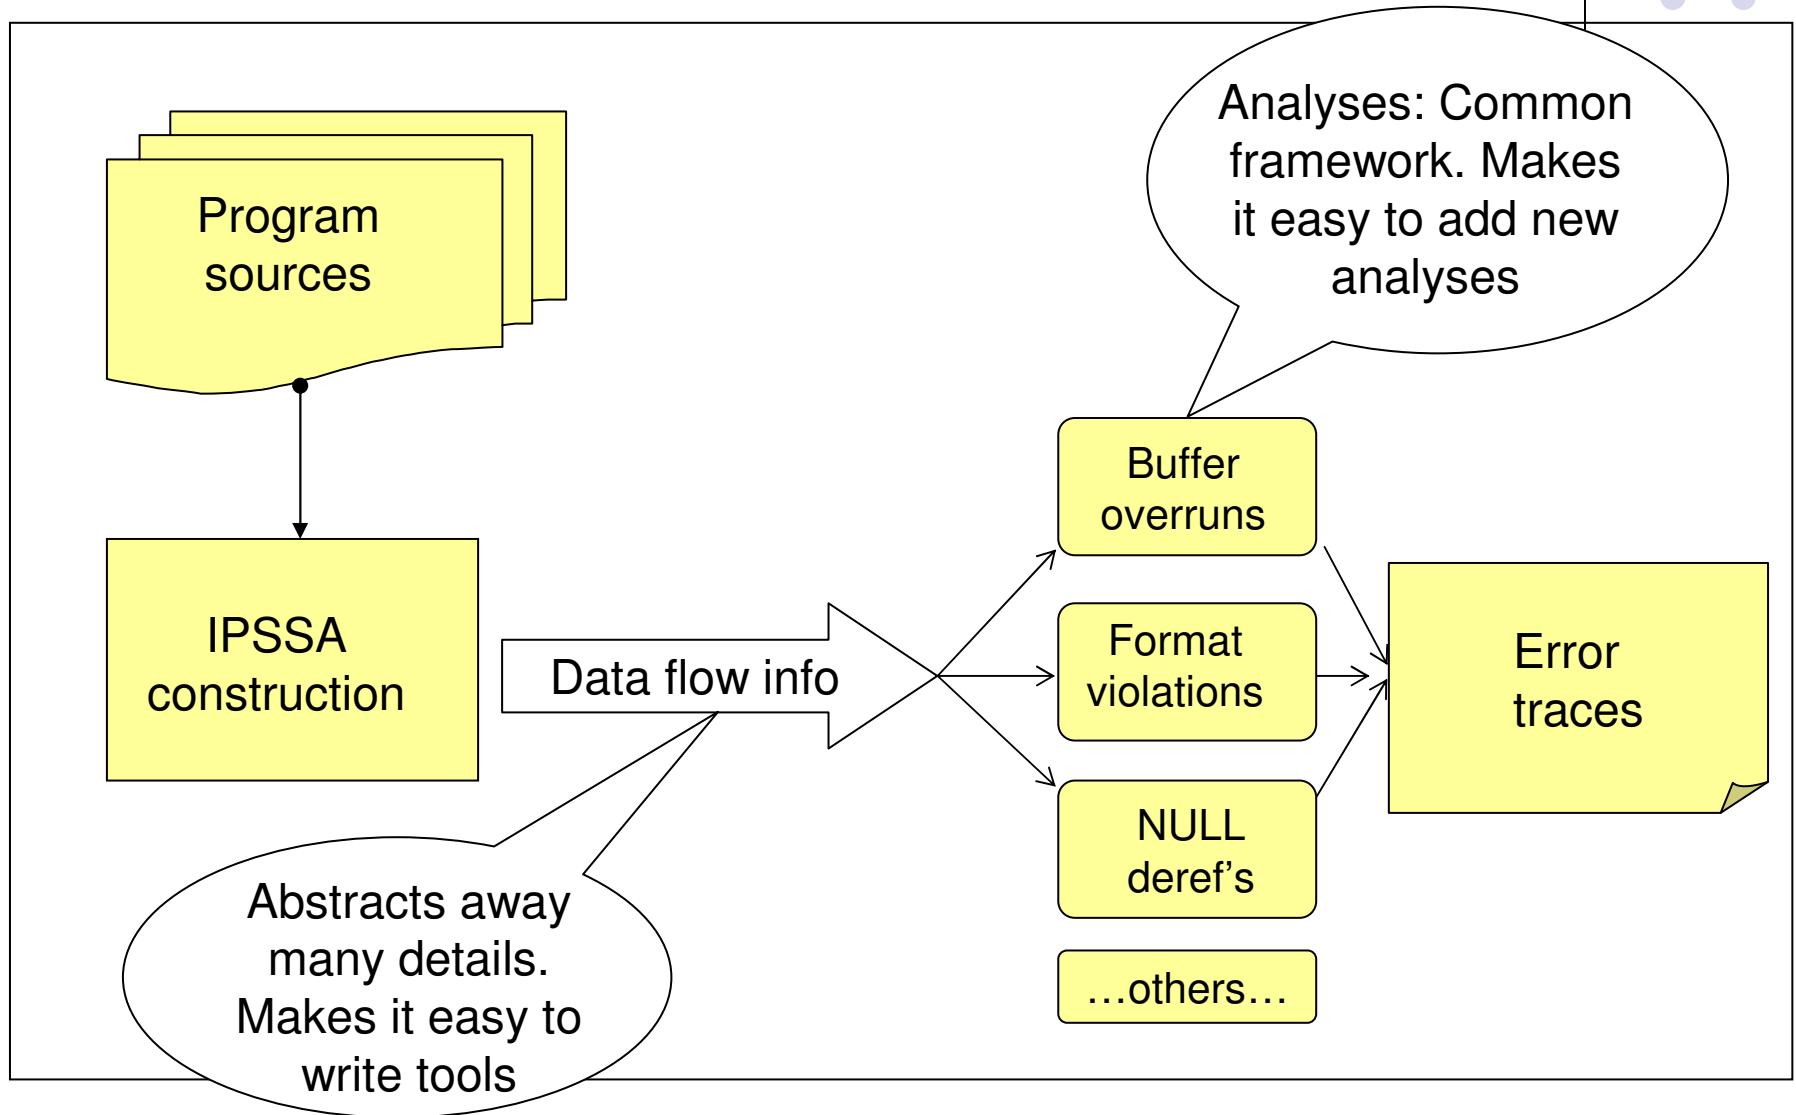 Program
sources
IPSSA
construction
Data flow info
Abstracts away
many details.
Makes it easy to
write tools
Analyses: Common
framework. Makes
it easy to add new
analyses
Buffer
overruns
Format
violations
NULL
deref’s
…others…
Error
traces